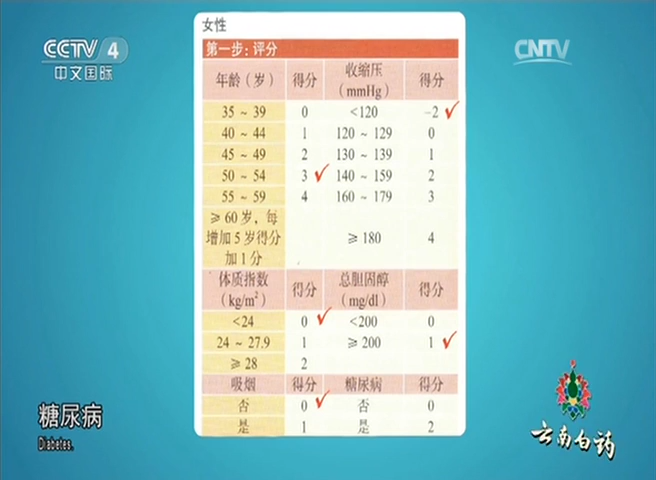 CCTV 4
中文国际
CNTV
女性
第一步:评分
年龄(岁) 得分 收缩压(mmHg) 得分
35 ~ 39 0 <120 -2
40 ~ 44 1 120 ~ 129 0
45 ~ 49 2 130 ~ 139 1
50 ~ 54 3 140 ~ 159 2
55 ~ 59 4 160 ~ 179 3
≥ 60 岁, 每
增加 5 岁得分 ≥ 180 4
加 1 分
体质指数(kg/m²) 得分 总胆固醇(mg/dl) 得分
<24 0 <200 0
24 ~ 27.9 1 ≥ 200 1
≥ 28 2
吸烟 得分 糖尿病 得分
否 0 否 0
是 1 是 2
糖尿病
Diabetes.
云南白药